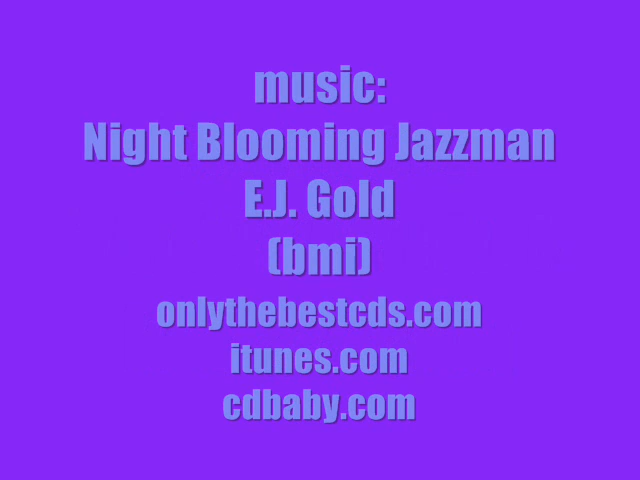 music:
Night Blooming Jazzman
E.J. Gold
(bmi)
onlythebestcds.com
itunes.com
cdbaby.com